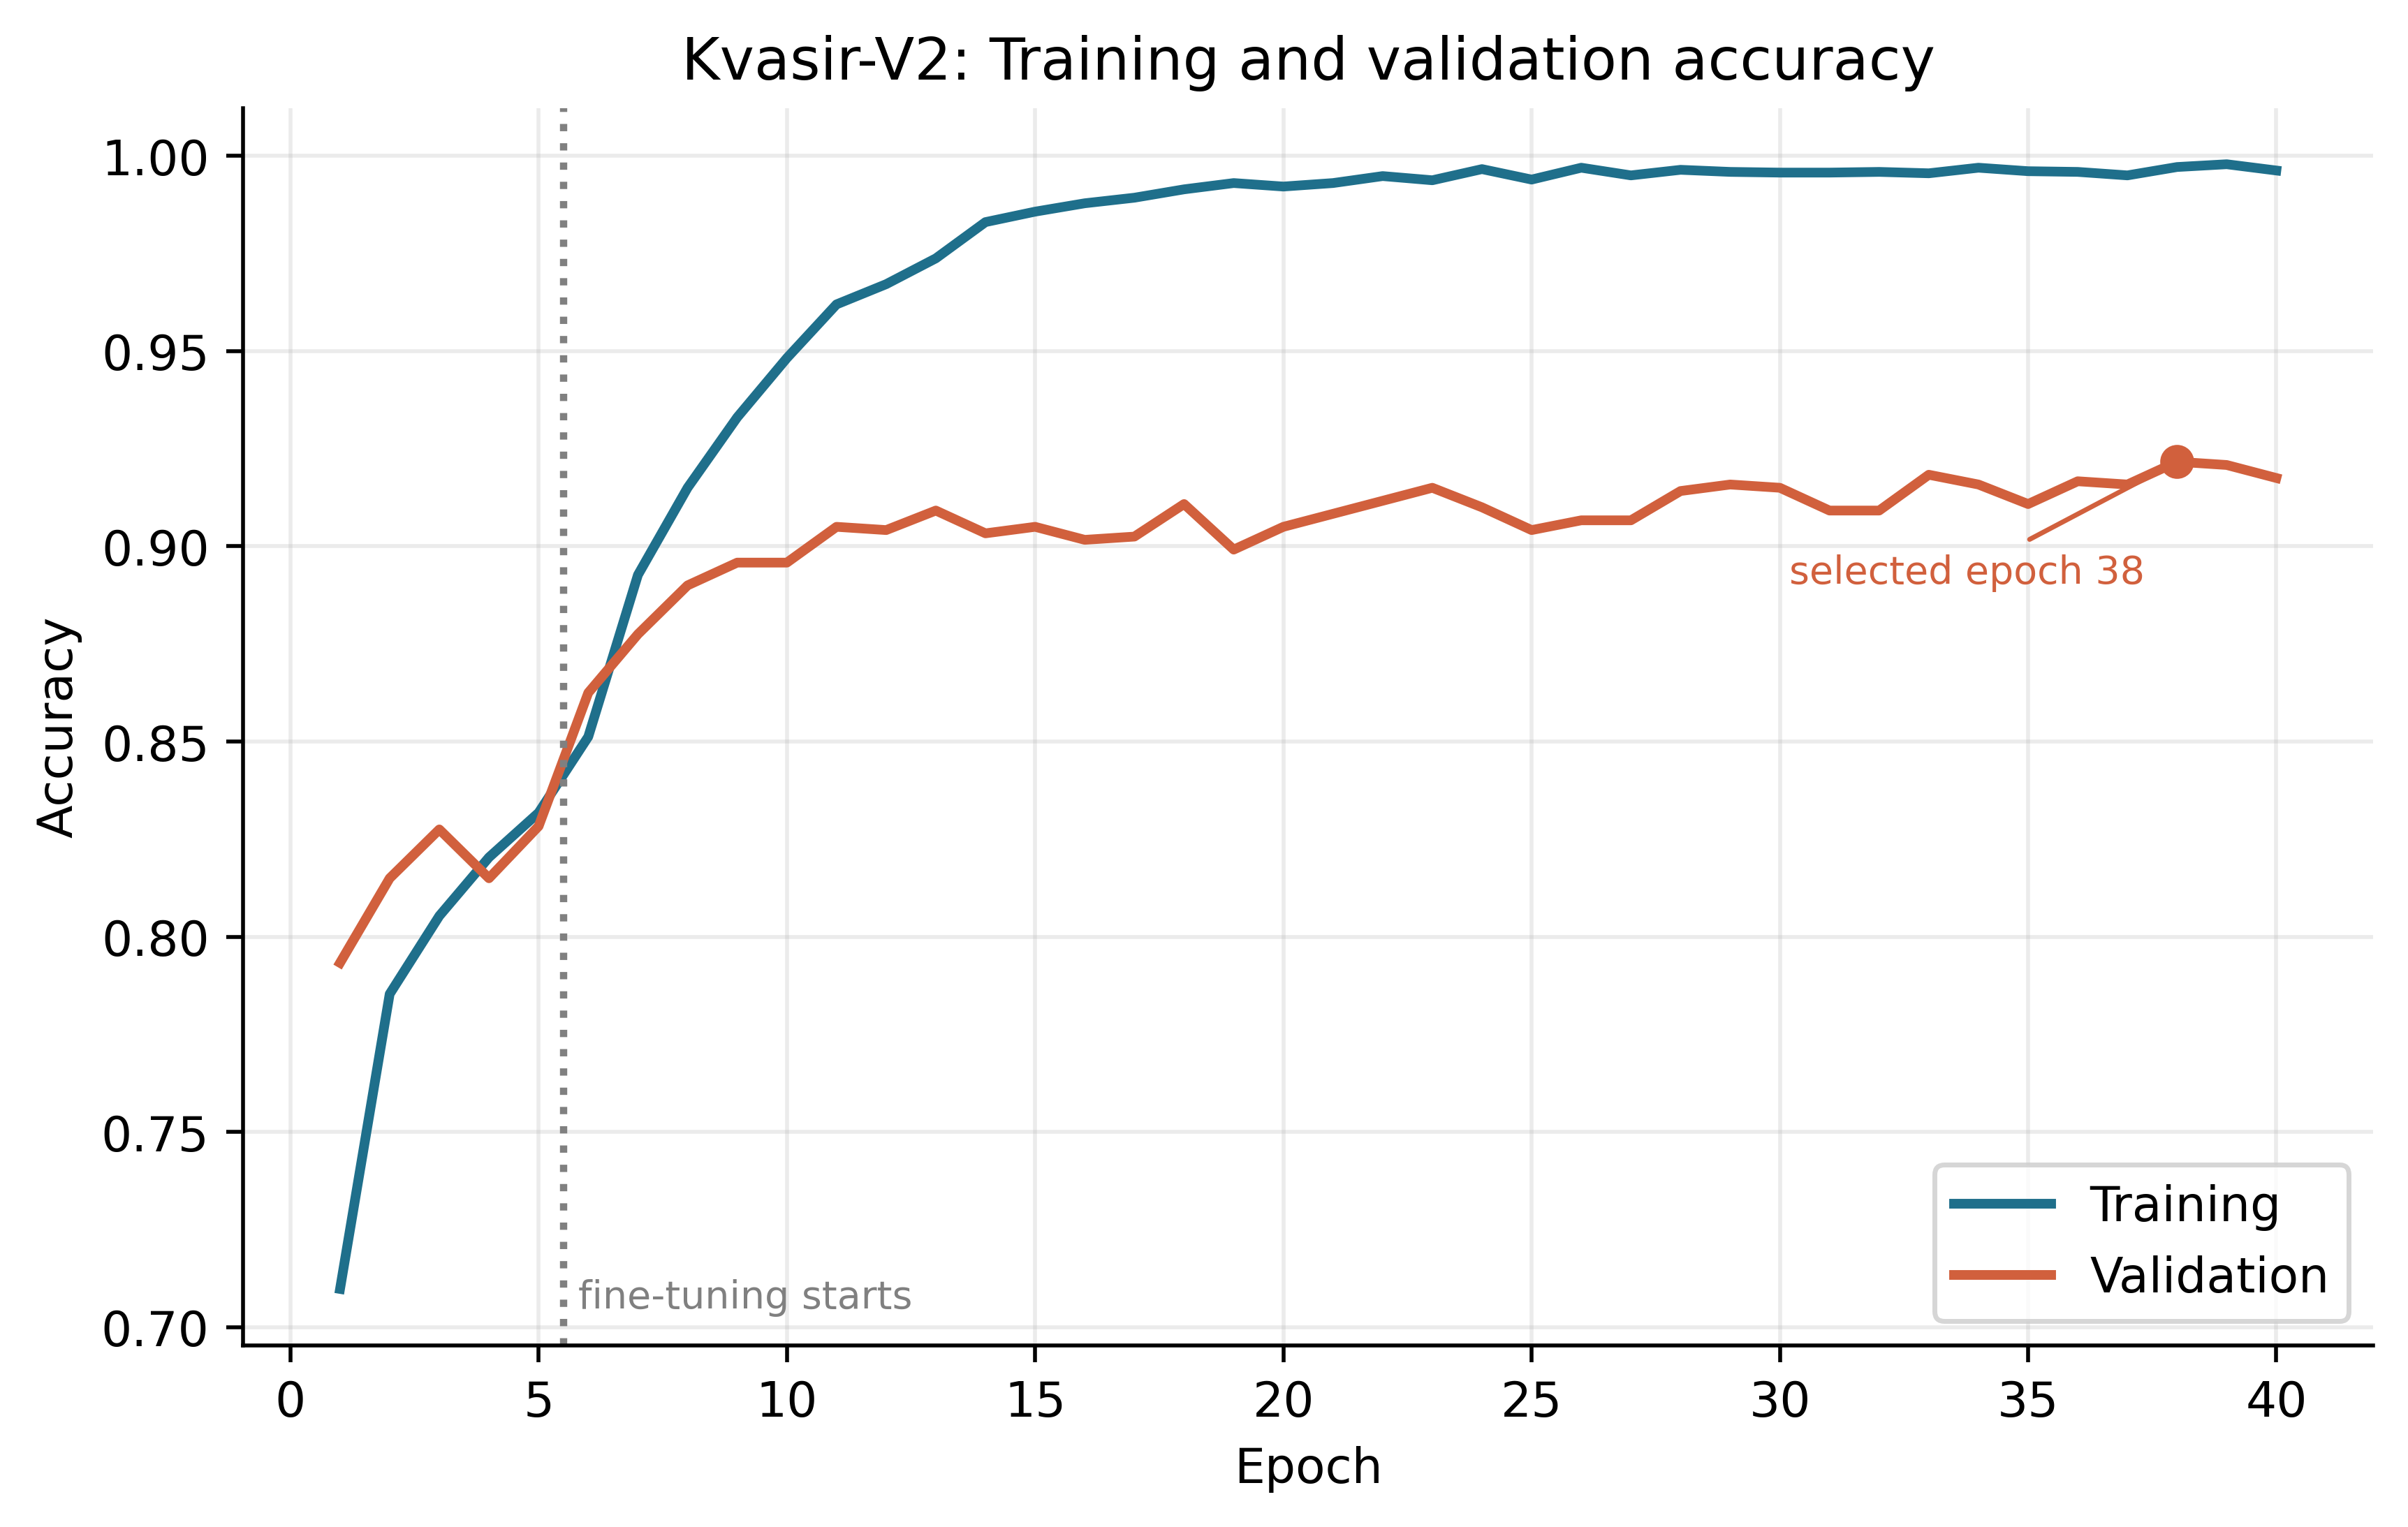 Kvasir-V2: Training and validation accuracy
1.00
0.95
0.90
0.85
0.80
0.75
0.70
Accuracy
selected epoch 38
fine-tuning starts
Training
Validation
0 5 10 15 20 25 30 35 40
Epoch